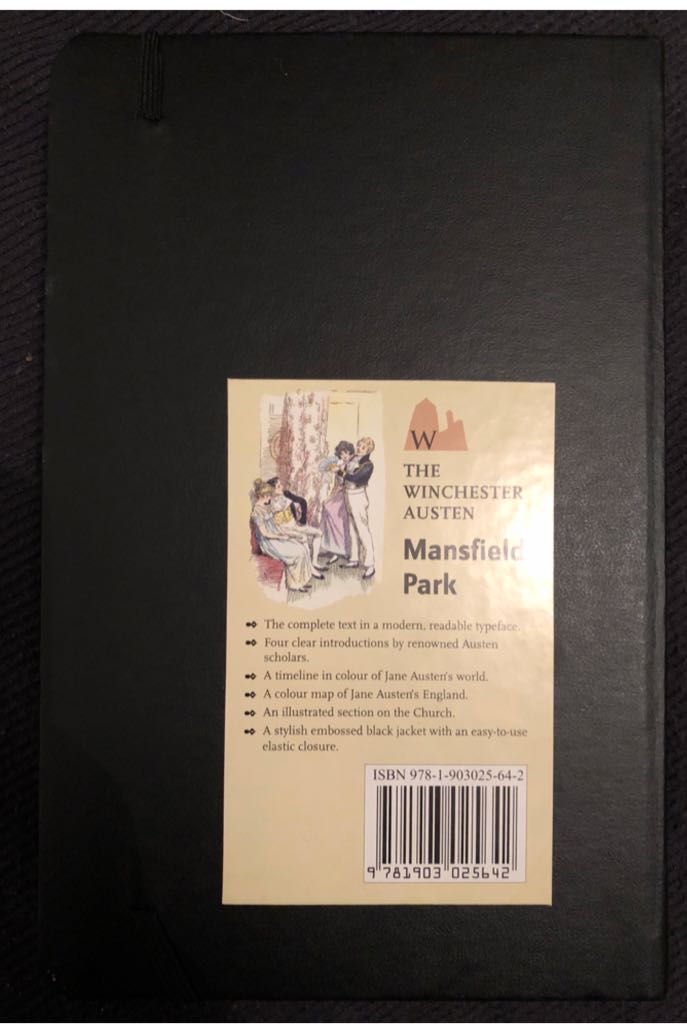 W
THE
WINCHESTER
AUSTEN
Mansfield
Park
The complete text in a modern, readable typeface.
Four clear introductions by renowned Austen
scholars.
A timeline in colour of Jane Austen's world.
A colour map of Jane Austen's England.
An illustrated section on the Church.
A stylish embossed black jacket with an easy-to-use
elastic closure.
ISBN 978-1-903025-64-2
9 781903 025642